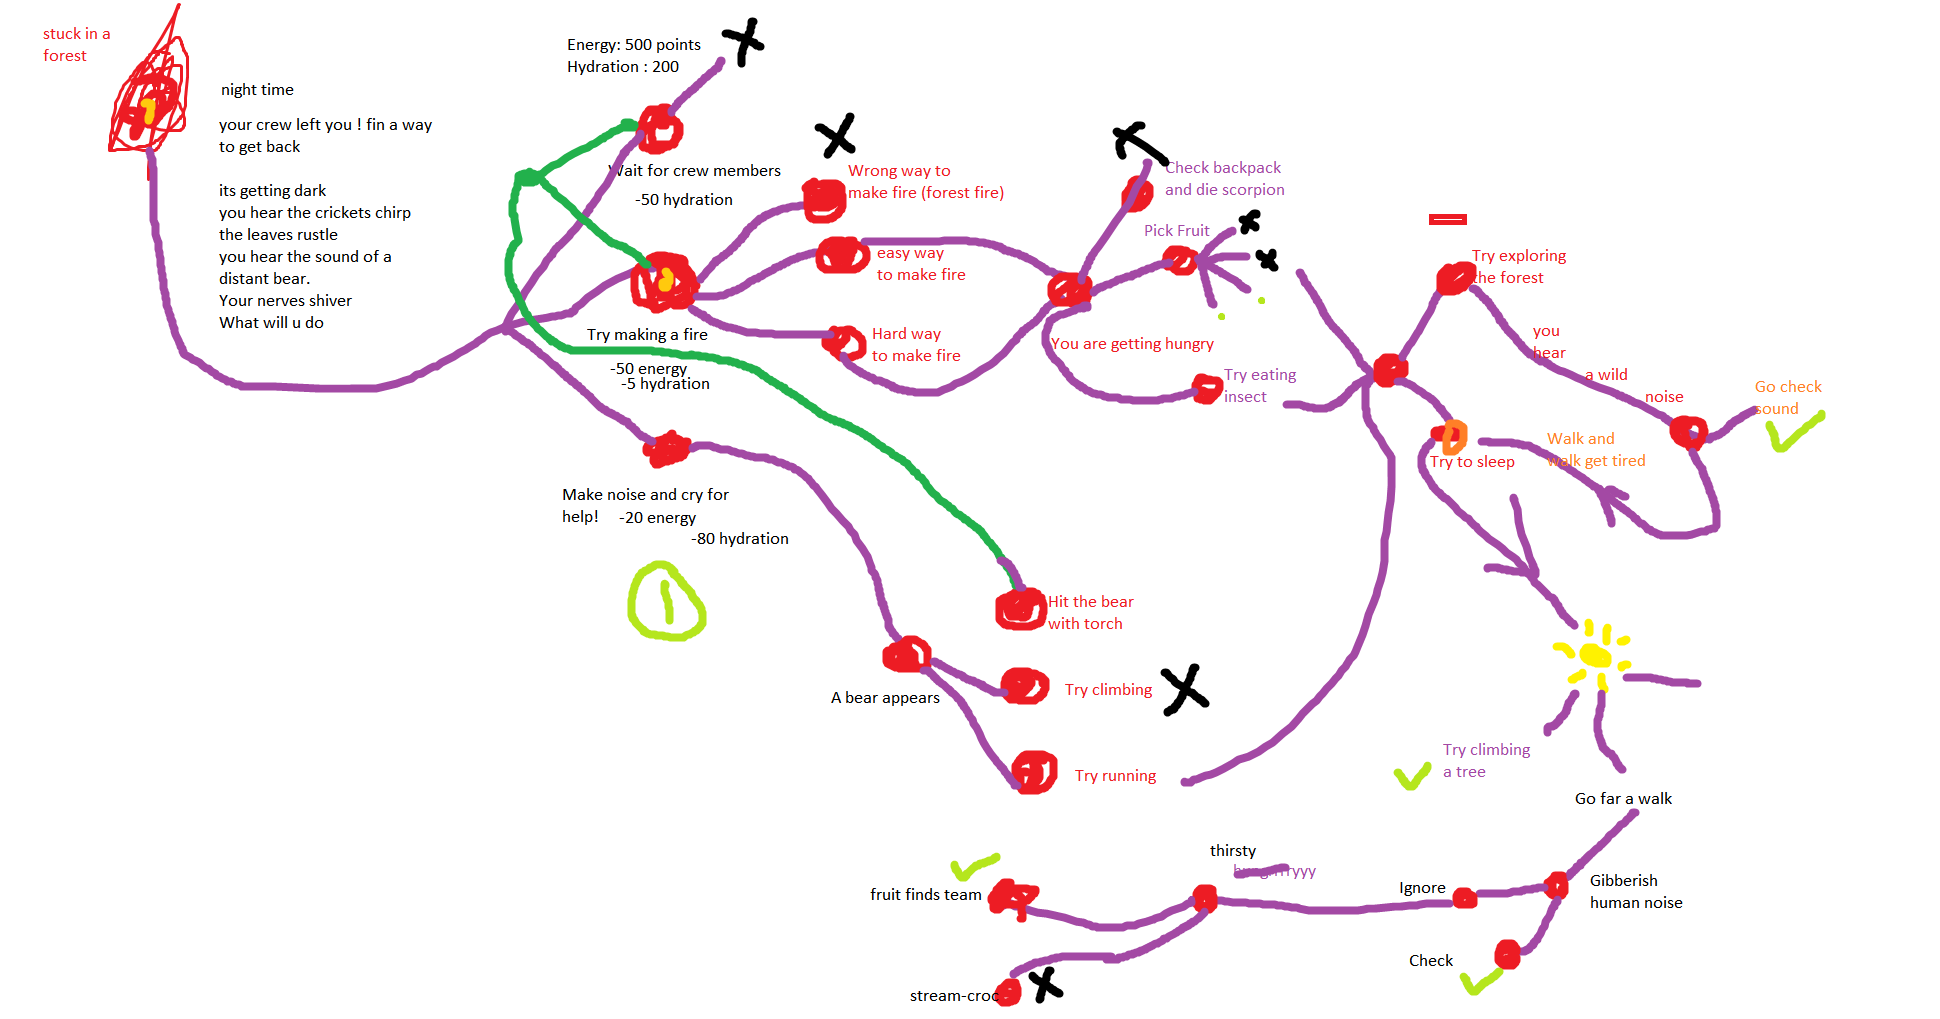 stuck in a
forest
night time
your crew left you ! fin a way
to get back
its getting dark
you hear the crickets chirp
the leaves rustle
you hear the sound of a
distant bear.
Your nerves shiver
What will u do
Energy: 500 points
Hydration : 200
Wait for crew members
-50 hydration
Wrong way to
make fire (forest fire)
easy way
to make fire
Try making a fire
-50 energy
-5 hydration
Hard way
to make fire
Check backpack
and die scorpion
Pick Fruit
You are getting hungry
Try eating
insect
Try exploring
the forest
you
hear
a wild
noise
Go check
sound
Walk and
walk get tired
Try to sleep
Make noise and cry for
help!
-20 energy
-80 hydration
1
A bear appears
Hit the bear
with torch
Try climbing
Try running
Try climbing
a tree
Go far a walk
Gibberish
human noise
Ignore
Check
thirsty
fruit finds team
stream-croc